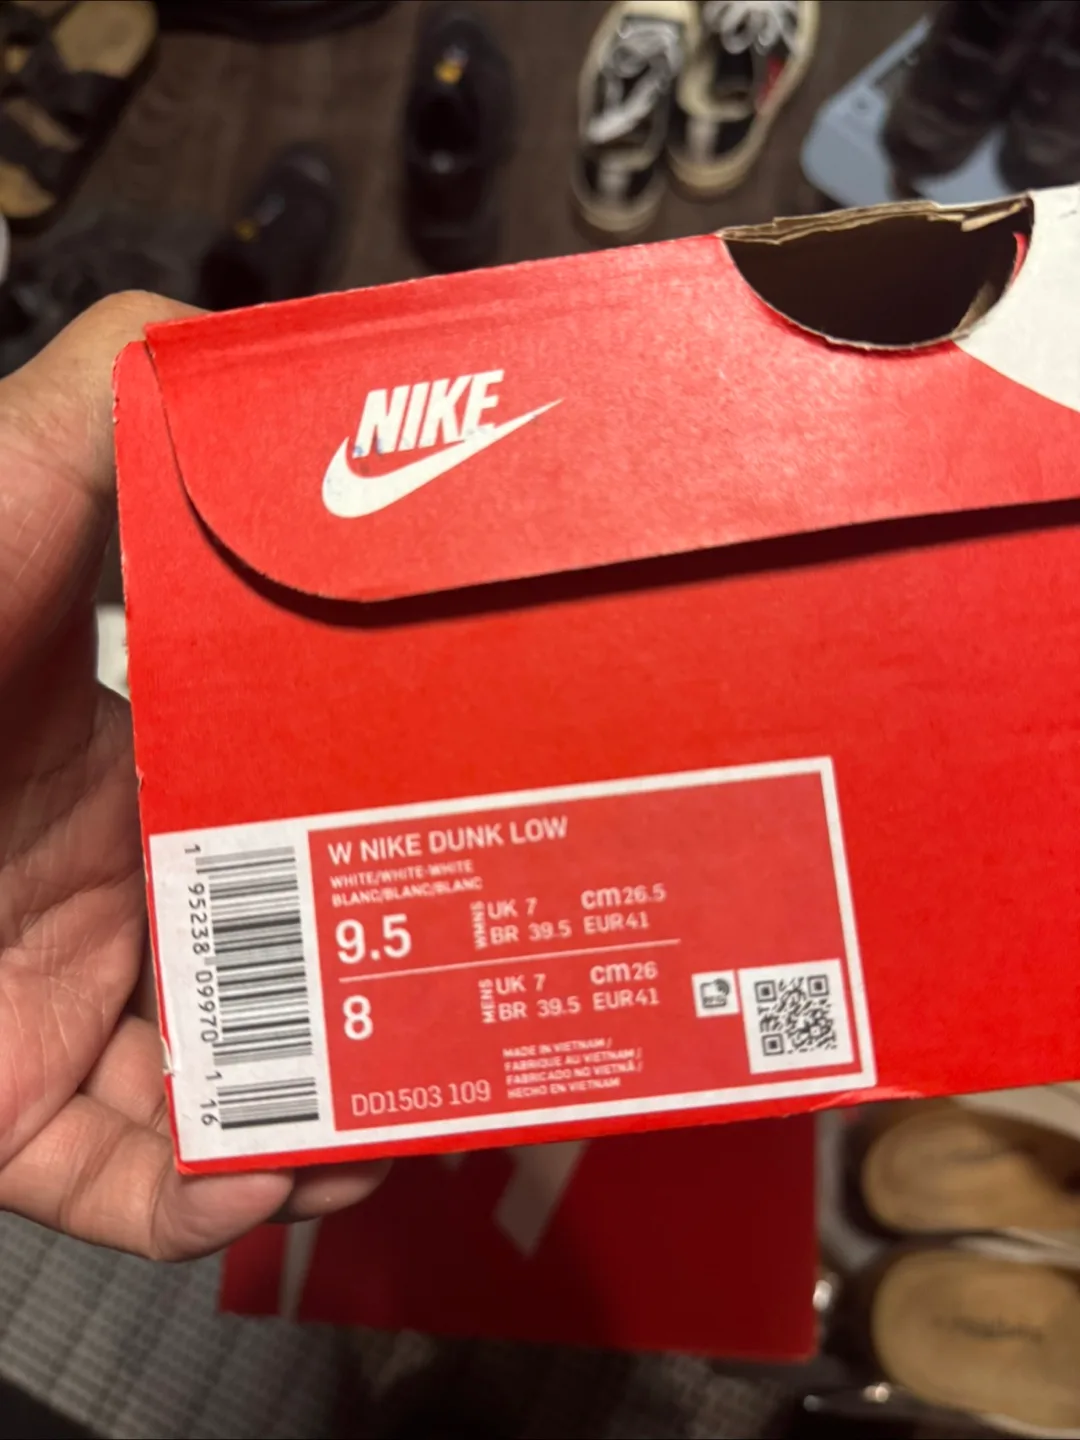 NIKE
W NIKE DUNK LOW
WHITE/WHITE-WHITE
BLANC/BLANC/BLANC
9.5 WMNS UK 7 cm 26.5
BR 39.5 EUR 41
8 MENS UK 7 cm 26
BR 39.5 EUR 41
MADE IN VIETNAM /
FABRIQUE AU VIETNAM /
FABRICADO NO VIETNÃ /
HECHO EN VIETNAM
DD1503 109
1 95238 09970 1 16